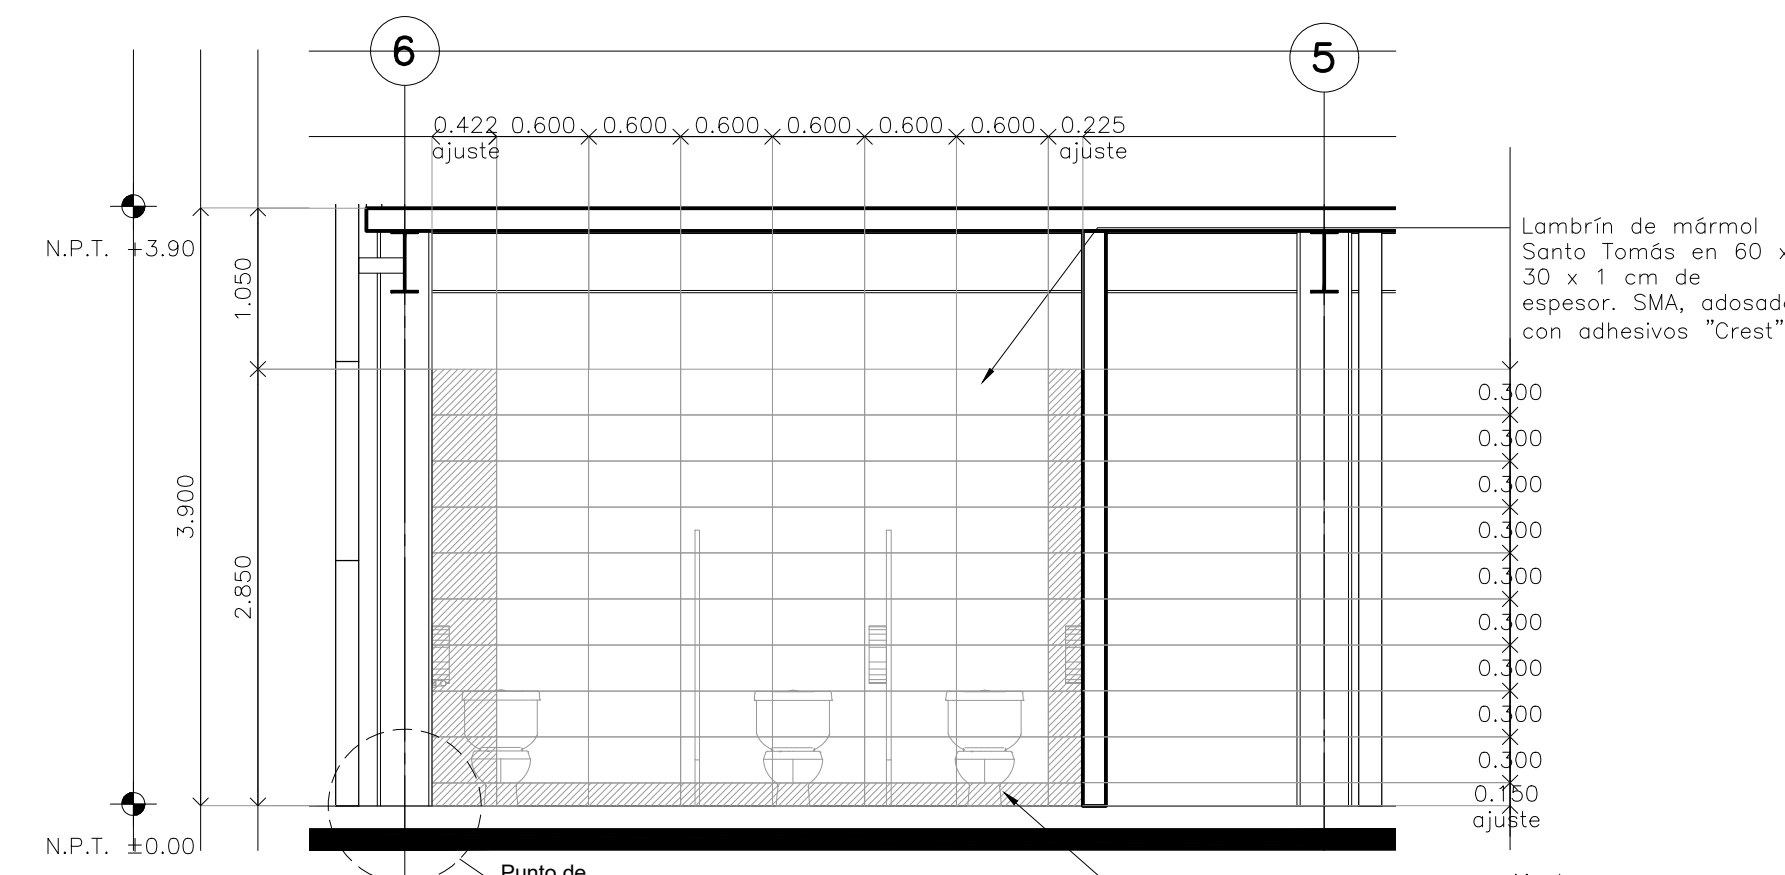 6
5
0.422 0.600 0.600 0.600 0.600 0.600 0.600 0.225
ajuste
ajuste
N.P.T. +3.90
1.050
3.900
2.850
N.P.T. ±0.00
Lambrín de mármol
Santo Tomás en 60 x
30 x 1 cm de
espesor. SMA, adosado
con adhesivos "Crest"
0.300
0.300
0.300
0.300
0.300
0.300
0.300
0.300
0.300
0.150
ajuste
Punto de